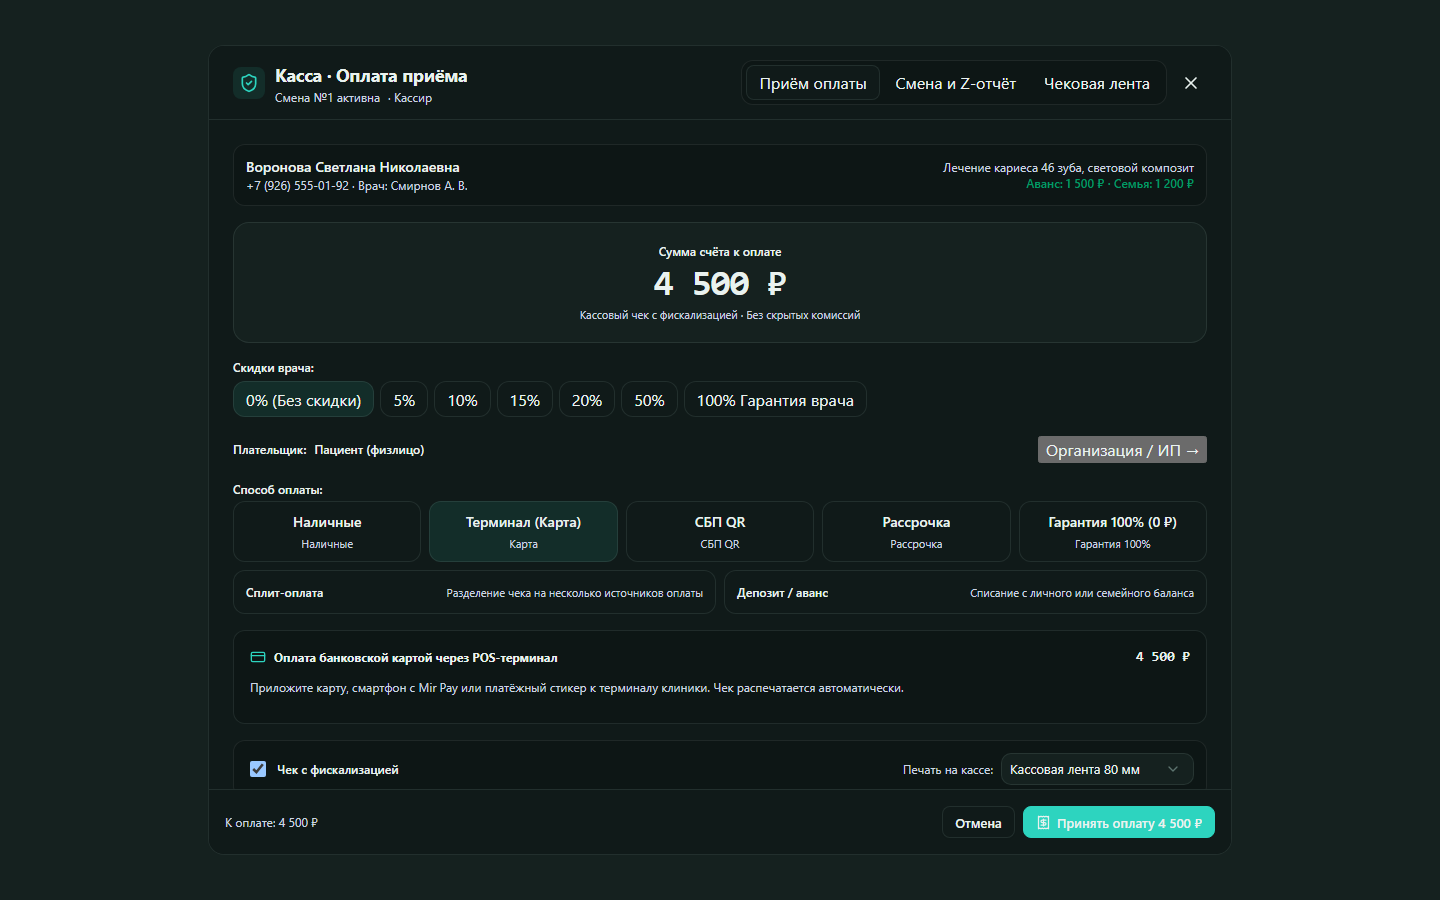 Касса · Оплата приёма
Смена №1 активна · Кассир
Приём оплаты
Смена и Z-отчёт
Чековая лента
Воронова Светлана Николаевна
+7 (926) 555-01-92 · Врач: Смирнов А. В.
Лечение кариеса 46 зуба, световой композит
Аванс: 1 500 ₽ · Семья: 1 200 ₽
Сумма счёта к оплате
4 500 ₽
Кассовый чек с фискализацией · Без скрытых комиссий
Скидки врача:
0% (Без скидки)
5%
10%
15%
20%
50%
100% Гарантия врача
Плательщик: Пациент (физлицо)
Организация / ИП →
Способ оплаты:
Наличные
Наличные
Терминал (Карта)
Карта
СБП QR
СБП QR
Рассрочка
Рассрочка
Гарантия 100% (0 ₽)
Гарантия 100%
Сплит-оплата
Разделение чека на несколько источников оплаты
Депозит / аванс
Списание с личного или семейного баланса
Оплата банковской картой через POS-терминал
4 500 ₽
Приложите карту, смартфон с Mir Pay или платёжный стикер к терминалу клиники. Чек распечатается автоматически.
Чек с фискализацией
Печать на кассе:
Кассовая лента 80 мм
К оплате: 4 500 ₽
Отмена
Принять оплату 4 500 ₽